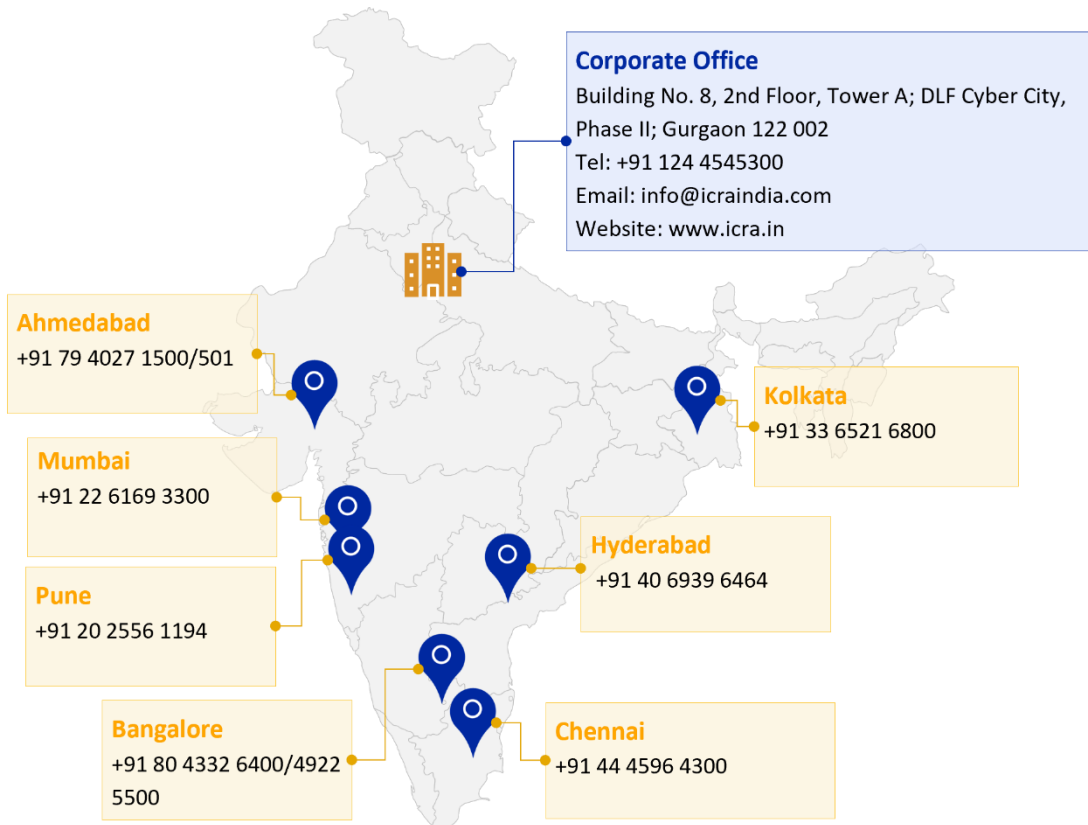 Corporate Office
Building No. 8, 2nd Floor, Tower A; DLF Cyber City,
Phase II; Gurgaon 122 002
Tel: +91 124 4545300
Email: info@icraindia.com
Website: www.icra.in
Ahmedabad
+91 79 4027 1500/501
Kolkata
+91 33 6521 6800
Mumbai
+91 22 6169 3300
Hyderabad
+91 40 6939 6464
Pune
+91 20 2556 1194
Bangalore
+91 80 4332 6400/4922
5500
Chennai
+91 44 4596 4300